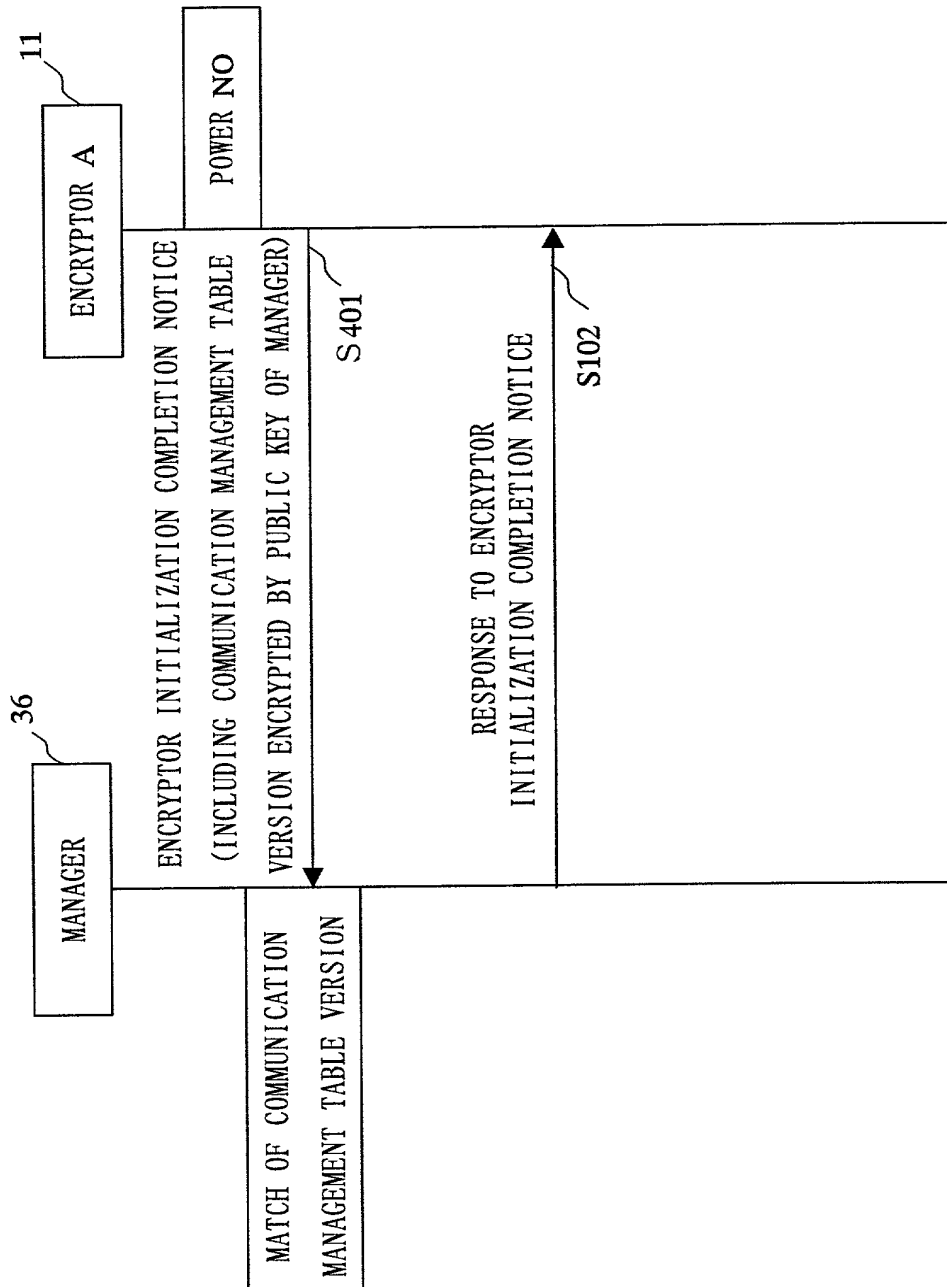 36
MANAGER
11
ENCRYPTOR A
POWER NO
ENCRYPTOR INITIALIZATION COMPLETION NOTICE
(INCLUDING COMMUNICATION MANAGEMENT TABLE
VERSION ENCRYPTED BY PUBLIC KEY OF MANAGER)
S401
MATCH OF COMMUNICATION
MANAGEMENT TABLE VERSION
RESPONSE TO ENCRYPTOR
INITIALIZATION COMPLETION NOTICE
S102